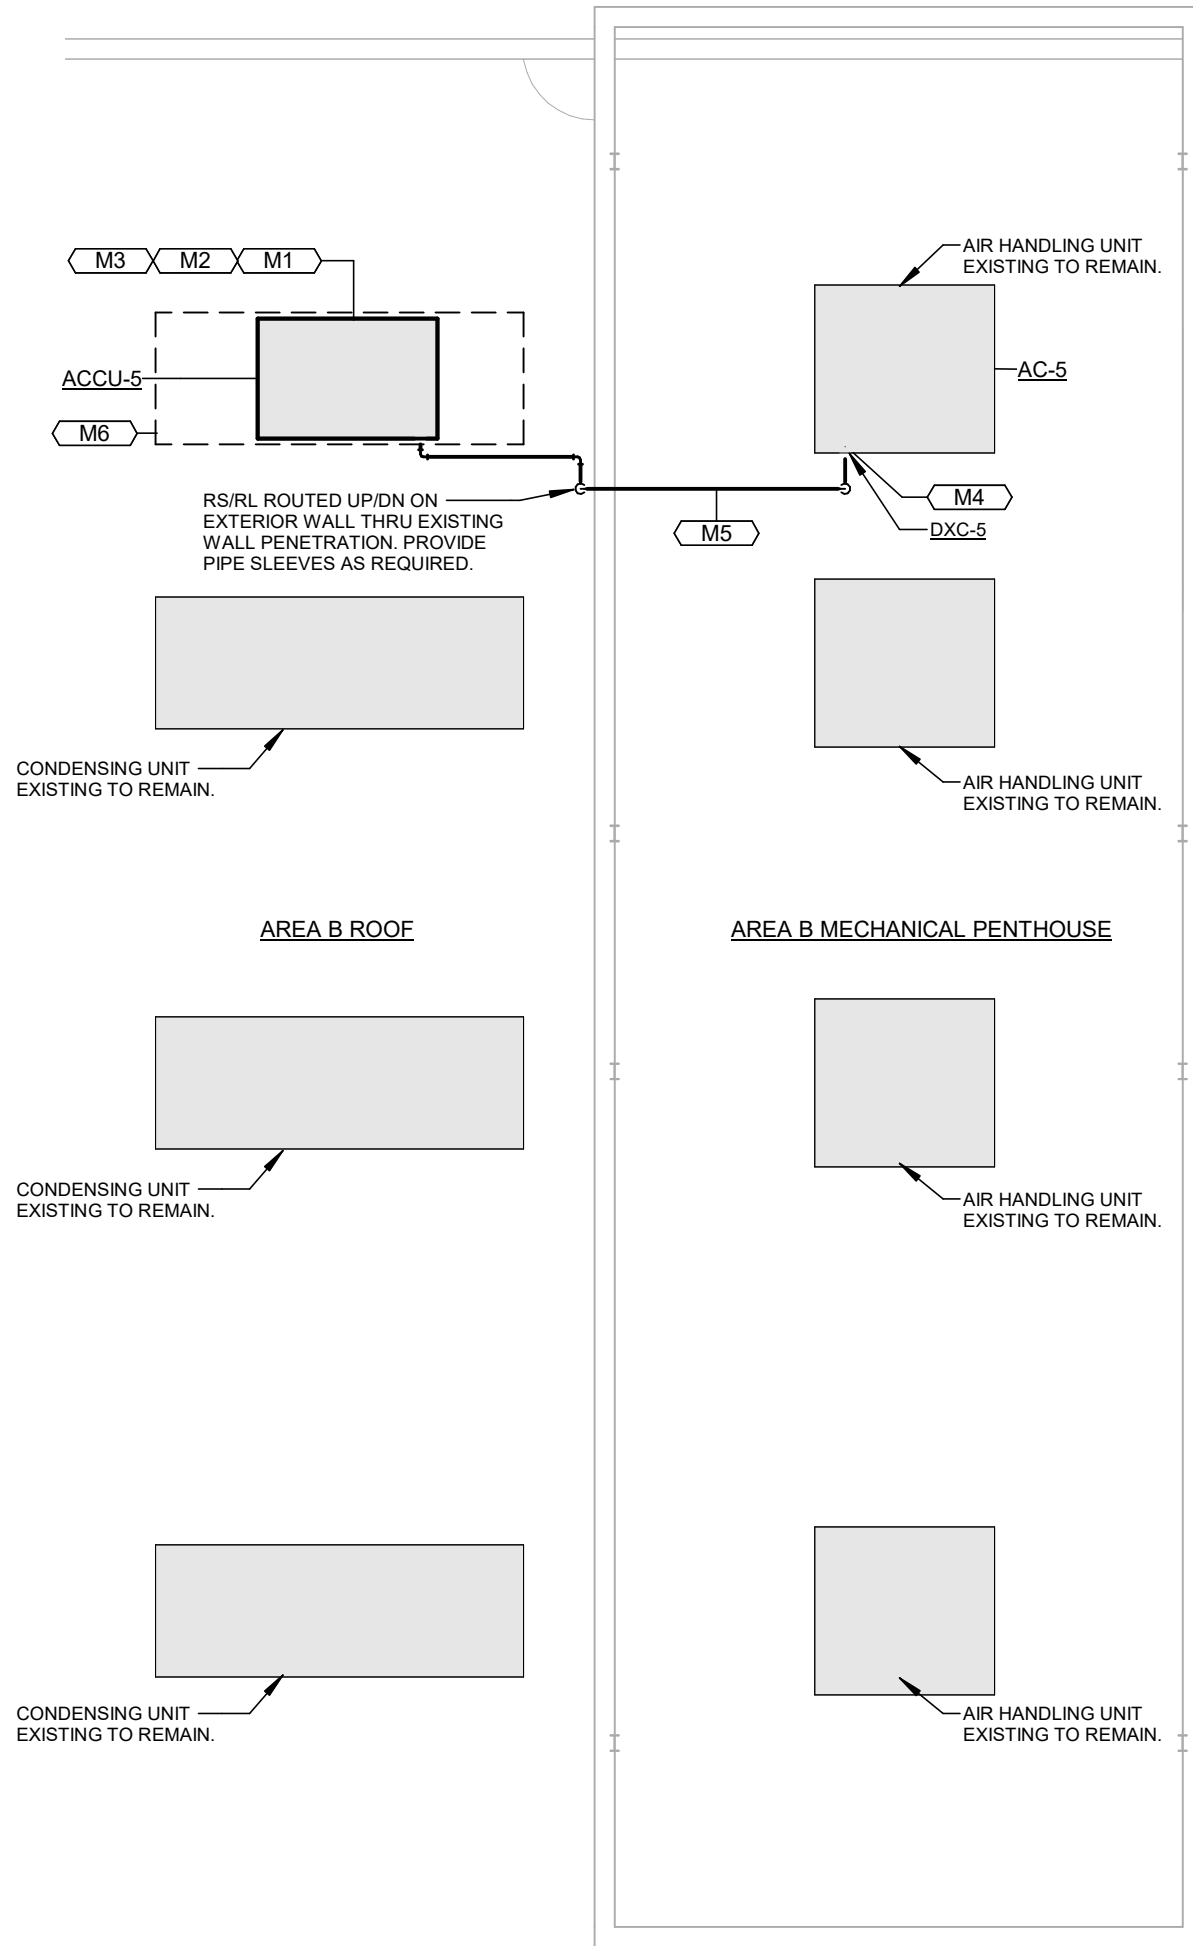 M3
M2
M1
AIR HANDLING UNIT
EXISTING TO REMAIN.
ACCU-5
AC-5
M6
RS/RL ROUTED UP/DN ON
EXTERIOR WALL THRU EXISTING
WALL PENETRATION. PROVIDE
PIPE SLEEVES AS REQUIRED.
M4
M5
DXC-5
CONDENSING UNIT
EXISTING TO REMAIN.
AIR HANDLING UNIT
EXISTING TO REMAIN.
AREA B ROOF
AREA B MECHANICAL PENTHOUSE
CONDENSING UNIT
EXISTING TO REMAIN.
AIR HANDLING UNIT
EXISTING TO REMAIN.
CONDENSING UNIT
EXISTING TO REMAIN.
AIR HANDLING UNIT
EXISTING TO REMAIN.